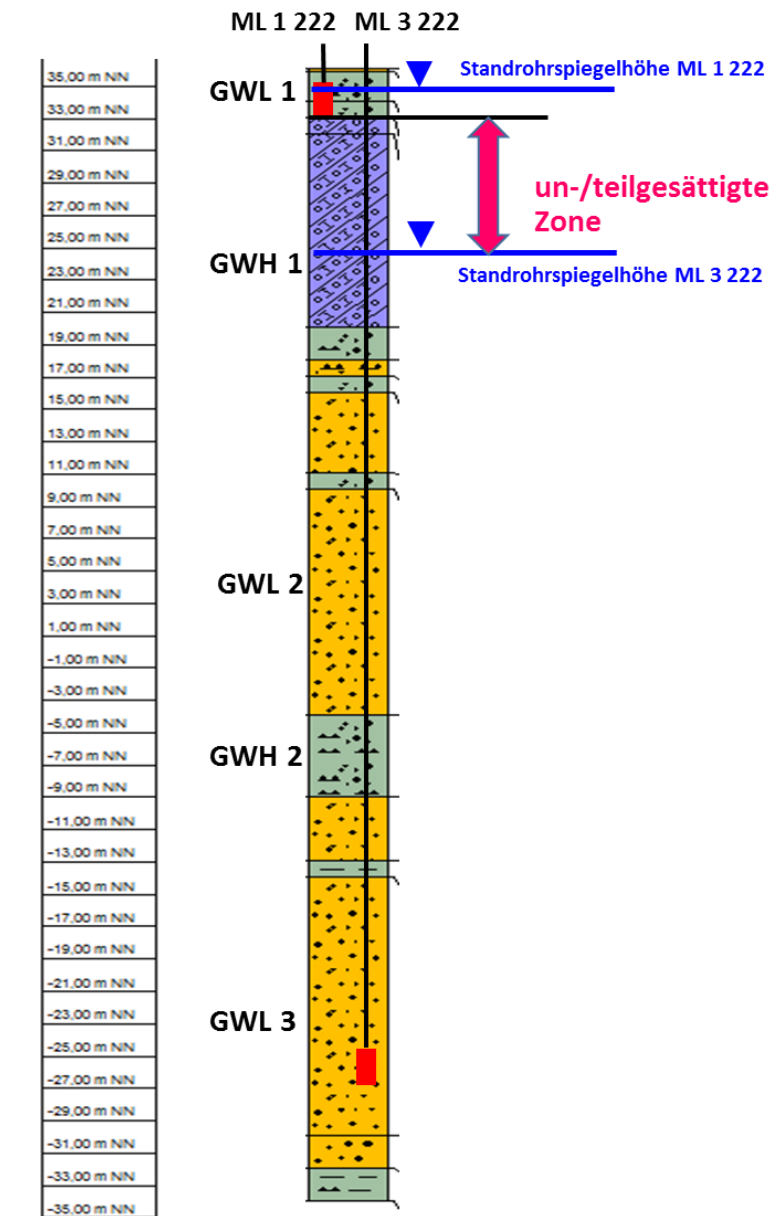 ML 1 222 ML 3 222
Standrohrspiegelhöhe ML 1 222
35,00 m NN
GWL 1
33,00 m NN
31,00 m NN
29,00 m NN
un-/teilgesättigte
Zone
27,00 m NN
25,00 m NN
GWH 1
23,00 m NN
Standrohrspiegelhöhe ML 3 222
21,00 m NN
19,00 m NN
17,00 m NN
15,00 m NN
13,00 m NN
11,00 m NN
9,00 m NN
7,00 m NN
5,00 m NN
GWL 2
3,00 m NN
1,00 m NN
-1,00 m NN
-3,00 m NN
-5,00 m NN
-7,00 m NN
GWH 2
-9,00 m NN
-11,00 m NN
-13,00 m NN
-15,00 m NN
-17,00 m NN
-19,00 m NN
-21,00 m NN
-23,00 m NN
GWL 3
-25,00 m NN
-27,00 m NN
-29,00 m NN
-31,00 m NN
-33,00 m NN
-35,00 m NN